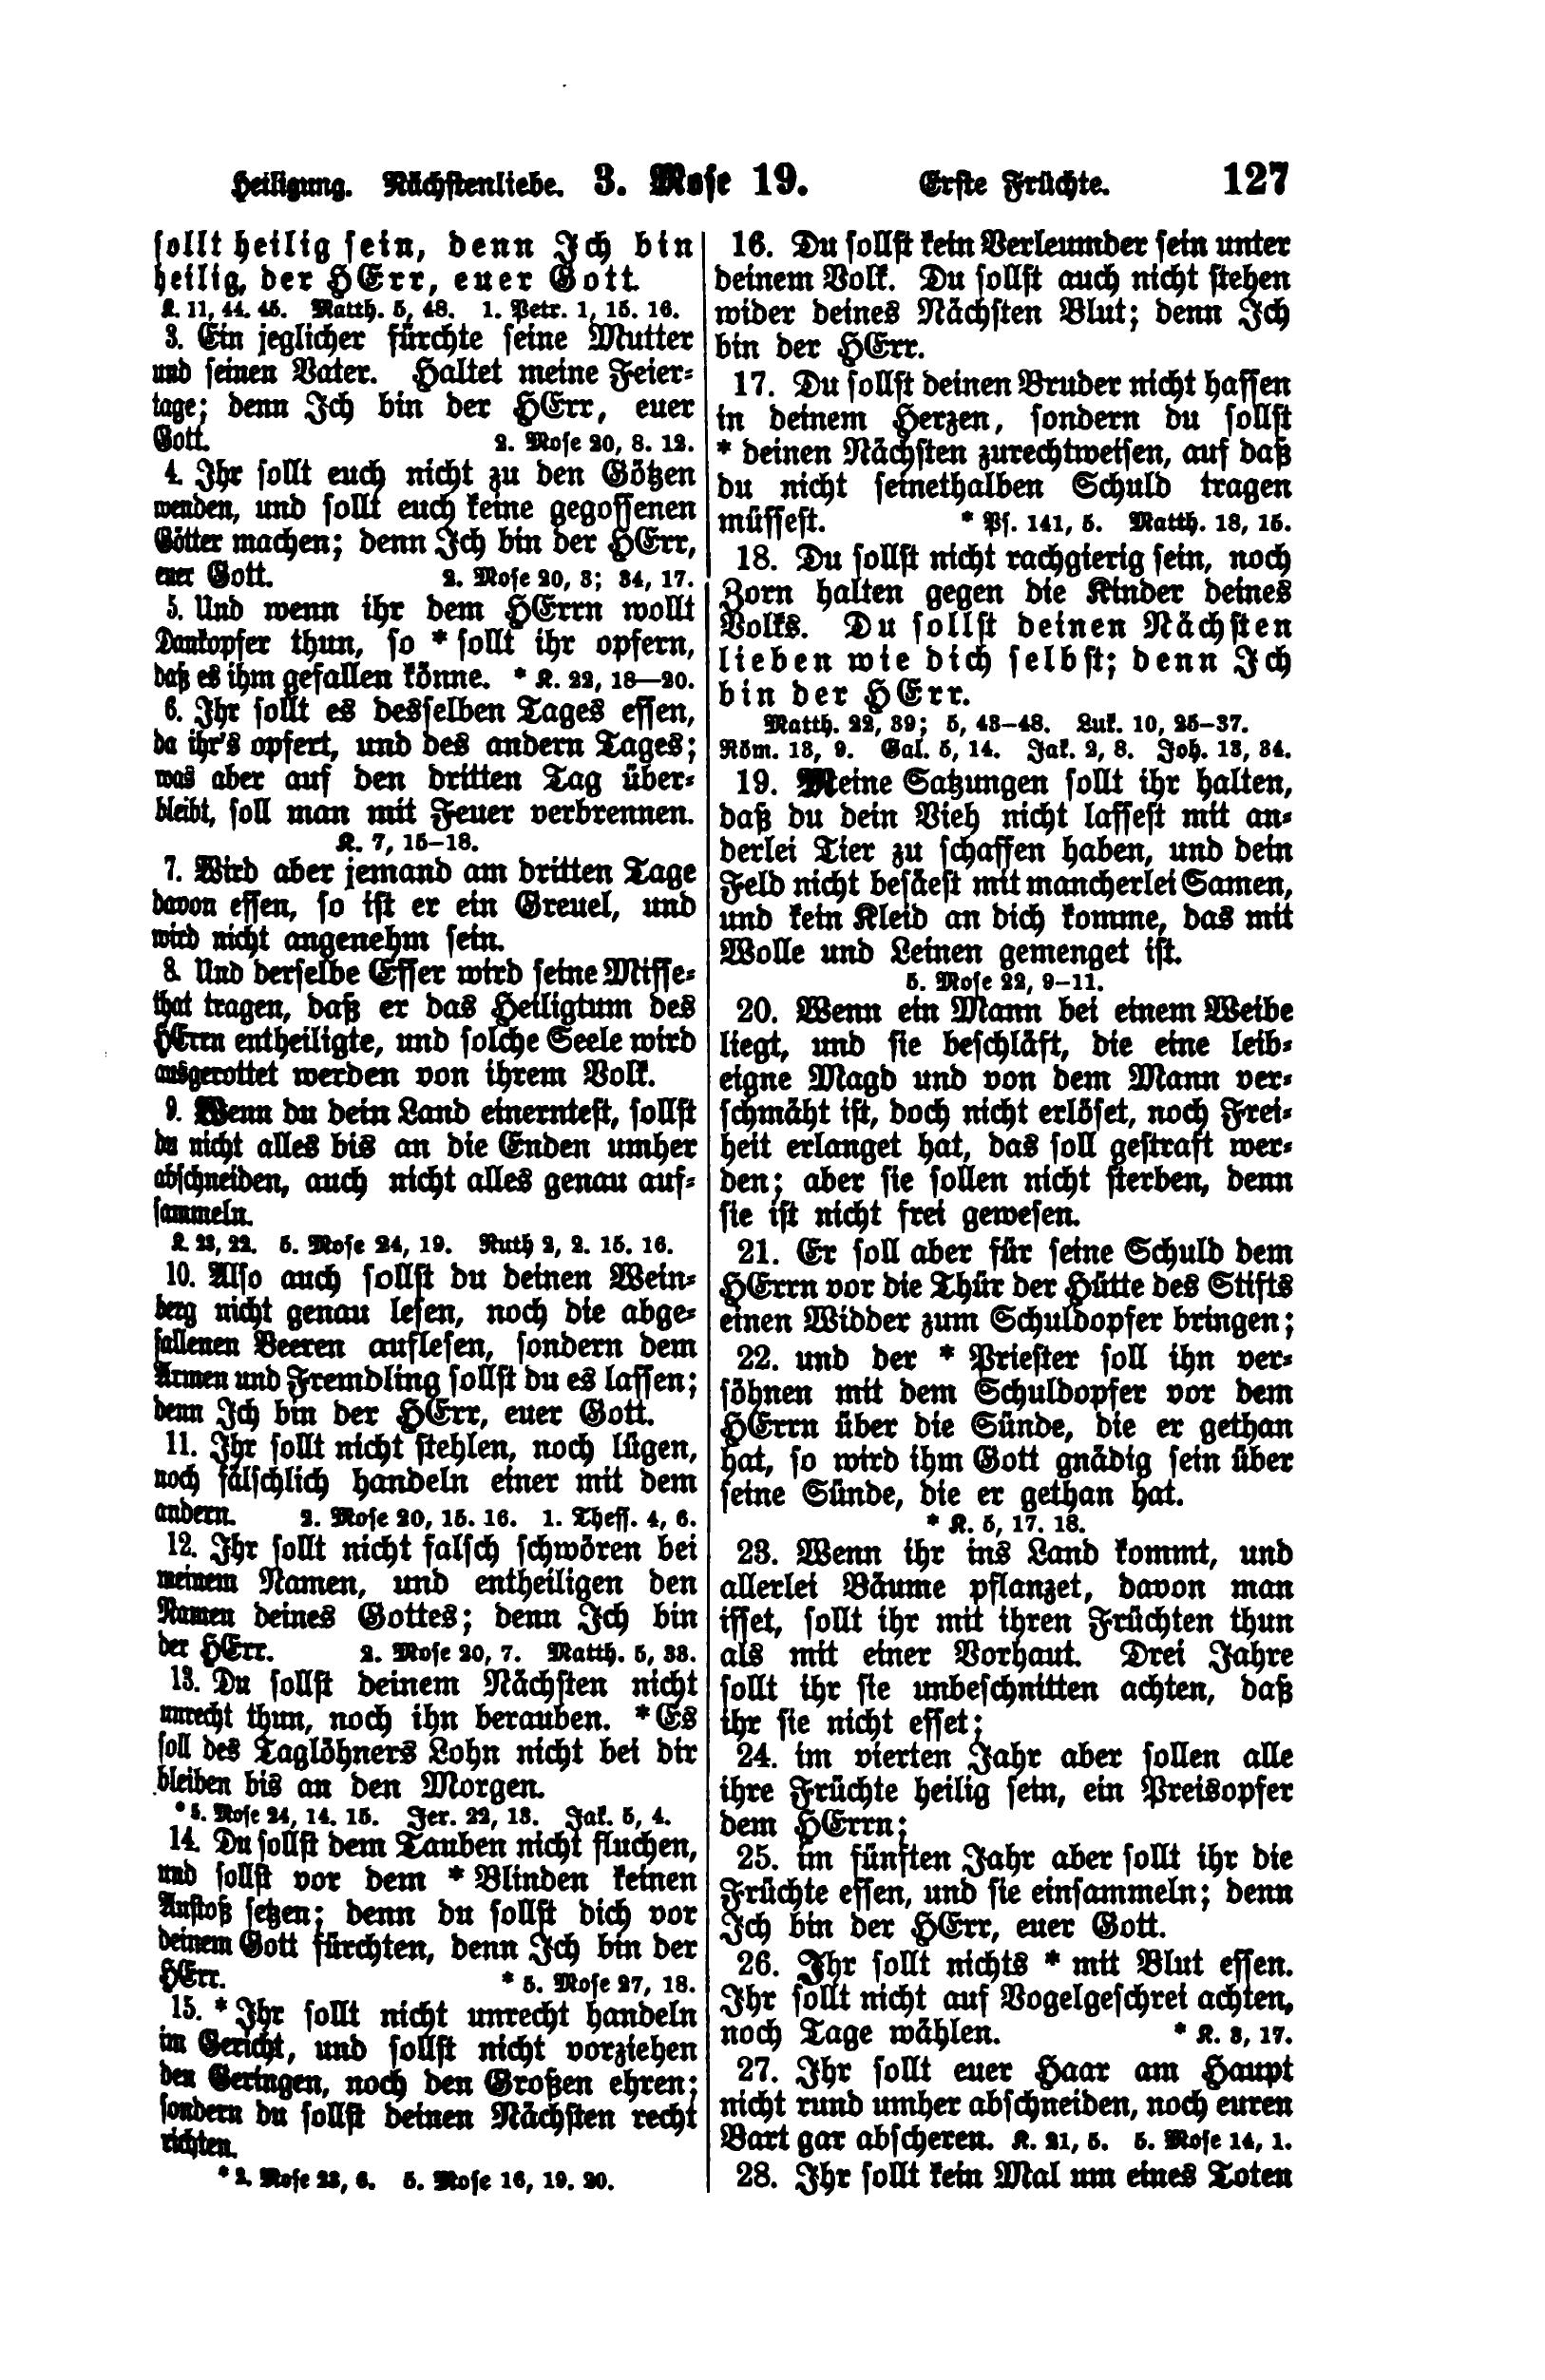 Heiligung. Nächstenliebe. 3. Mose 19. Erste Früchte. 127
sollt heilig sein, denn Ich bin
heilig, der HErr, euer Gott.
K. 11, 44. 45. Matth. 5, 48. 1. Petr. 1, 15. 16.
3. Ein jeglicher fürchte seine Mutter
und seinen Vater. Haltet meine Feier-
tage; denn Ich bin der HErr, euer
Gott. 2. Mose 20, 8. 12.
4. Ihr sollt euch nicht zu den Götzen
wenden, und sollt euch keine gegossenen
Götter machen; denn Ich bin der HErr,
euer Gott. 2. Mose 20, 3; 34, 17.
5. Und wenn ihr dem HErrn wollt
Dankopfer thun, so * sollt ihr opfern,
daß es ihm gefallen könne. * K. 22, 18—20.
6. Ihr sollt es desselben Tages essen,
da ihr's opfert, und des andern Tages;
was aber auf den dritten Tag über-
bleibt, soll man mit Feuer verbrennen.
K. 7, 15-18.
7. Wird aber jemand am dritten Tage
davon essen, so ist er ein Greuel, und
wird nicht angenehm sein.
8. Und derselbe Esser wird seine Misse-
that tragen, daß er das Heiligtum des
HErrn entheiligte, und solche Seele wird
ausgerottet werden von ihrem Volk.
9. Wenn du dein Land einerntest, sollst
du nicht alles bis an die Enden umher
abschneiden, auch nicht alles genau auf-
sammeln.
K. 23, 22. 5. Mose 24, 19. Ruth 2, 2. 15. 16.
10. Also auch sollst du deinen Wein-
berg nicht genau lesen, noch die abge-
fallenen Beeren auflesen, sondern dem
Armen und Fremdling sollst du es lassen;
denn Ich bin der HErr, euer Gott.
11. Ihr sollt nicht stehlen, noch lügen,
noch fälschlich handeln einer mit dem
andern. 2. Mose 20, 15. 16. 1. Thess. 4, 6.
12. Ihr sollt nicht falsch schwören bei
meinem Namen, und entheiligen den
Namen deines Gottes; denn Ich bin
der HErr. 2. Mose 20, 7. Matth. 5, 33.
13. Du sollst deinem Nächsten nicht
unrecht thun, noch ihn berauben. * Es
soll des Taglöhners Lohn nicht bei dir
bleiben bis an den Morgen.
* 5. Mose 24, 14. 15. Jer. 22, 13. Jak. 5, 4.
14. Du sollst dem Tauben nicht fluchen,
und sollst vor dem * Blinden keinen
Anstoß setzen; denn du sollst dich vor
deinem Gott fürchten, denn Ich bin der
HErr. * 5. Mose 27, 18.
15. * Ihr sollt nicht unrecht handeln
im Gericht, und sollst nicht vorziehen
den Geringen, noch den Großen ehren;
sondern du sollst deinen Nächsten recht
richten.
* 2. Mose 23, 6. 5. Mose 16, 19. 20.
16. Du sollst kein Verleumder sein unter
deinem Volk. Du sollst auch nicht stehen
wider deines Nächsten Blut; denn Ich
bin der HErr.
17. Du sollst deinen Bruder nicht hassen
in deinem Herzen, sondern du sollst
* deinen Nächsten zurechtweisen, auf daß
du nicht seinethalben Schuld tragen
müssest. * Ps. 141, 5. Matth. 18, 15.
18. Du sollst nicht rachgierig sein, noch
Zorn halten gegen die Kinder deines
Volks. Du sollst deinen Nächsten
lieben wie dich selbst; denn Ich
bin der HErr.
Matth. 22, 39; 5, 43-48. Luk. 10, 25-37.
Röm. 13, 9. Gal. 5, 14. Jak. 2, 8. Joh. 13, 34.
19. Meine Satzungen sollt ihr halten,
daß du dein Vieh nicht lassest mit an-
derlei Tier zu schaffen haben, und dein
Feld nicht besäest mit mancherlei Samen,
und kein Kleid an dich komme, das mit
Wolle und Leinen gemenget ist.
5. Mose 22, 9-11.
20. Wenn ein Mann bei einem Weibe
liegt, und sie beschläft, die eine leib-
eigne Magd und von dem Mann ver-
schmäht ist, doch nicht erlöset, noch Frei-
heit erlanget hat, das soll gestraft wer-
den; aber sie sollen nicht sterben, denn
sie ist nicht frei gewesen.
21. Er soll aber für seine Schuld dem
HErrn vor die Thür der Hütte des Stifts
einen Widder zum Schuldopfer bringen;
22. und der * Priester soll ihn ver-
söhnen mit dem Schuldopfer vor dem
HErrn über die Sünde, die er gethan
hat, so wird ihm Gott gnädig sein über
seine Sünde, die er gethan hat.
* K. 5, 17. 18.
23. Wenn ihr ins Land kommt, und
allerlei Bäume pflanzet, davon man
isset, sollt ihr mit ihren Früchten thun
als mit einer Vorhaut. Drei Jahre
sollt ihr sie unbeschnitten achten, daß
ihr sie nicht esset;
24. im vierten Jahr aber sollen alle
ihre Früchte heilig sein, ein Preisopfer
dem HErrn;
25. im fünften Jahr aber sollt ihr die
Früchte essen, und sie einsammeln; denn
Ich bin der HErr, euer Gott.
26. Ihr sollt nichts * mit Blut essen.
Ihr sollt nicht auf Vogelgeschrei achten,
noch Tage wählen. * K. 3, 17.
27. Ihr sollt euer Haar am Haupt
nicht rund umher abschneiden, noch euren
Bart gar abscheren. K. 21, 5. 5. Mose 14, 1.
28. Ihr sollt kein Mal um eines Toten